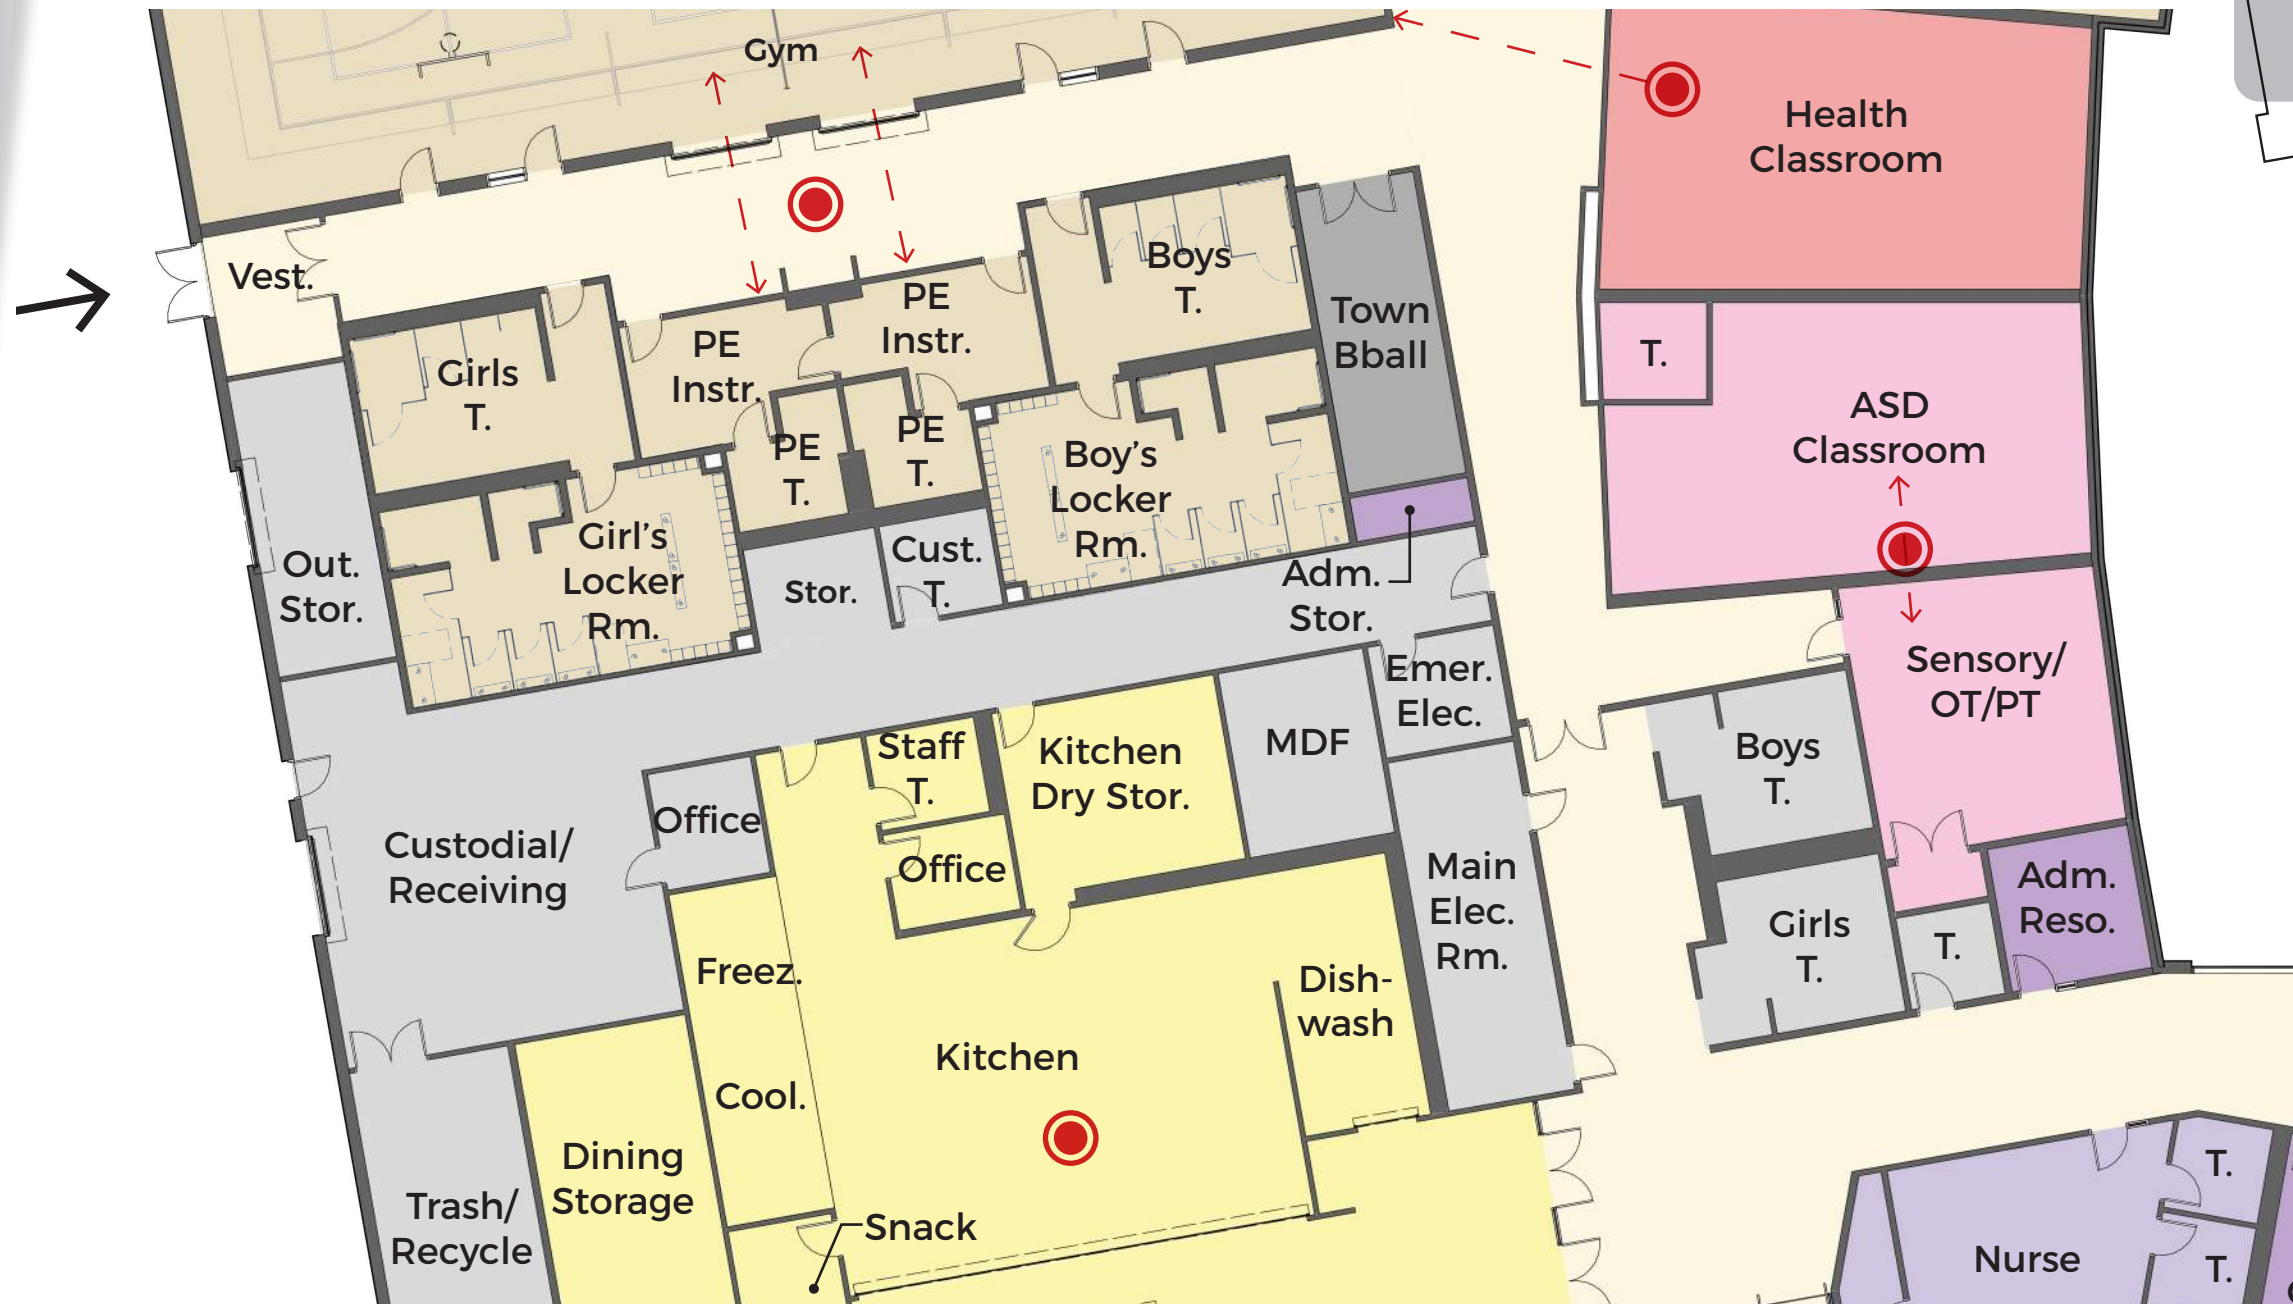 Gym
Health
Classroom
Vest.
Boys
T.
Town
Bball
PE
Instr.
PE
Instr.
Girls
T.
T.
ASD
Classroom
PE
T.
PE
T.
Boy's
Locker
Rm.
Out.
Stor.
Girl's
Locker
Rm.
Stor.
Cust.
T.
Adm.
Stor.
Emer.
Elec.
Sensory/
OT/PT
Staff
T.
Kitchen
Dry Stor.
MDF
Boys
T.
Office
Custodial/
Receiving
Office
Main
Elec.
Rm.
Adm.
Reso.
Girls
T.
T.
Freez.
Dish-
wash
Kitchen
Cool.
Dining
Storage
Trash/
Recycle
Snack
Nurse
T.
T.